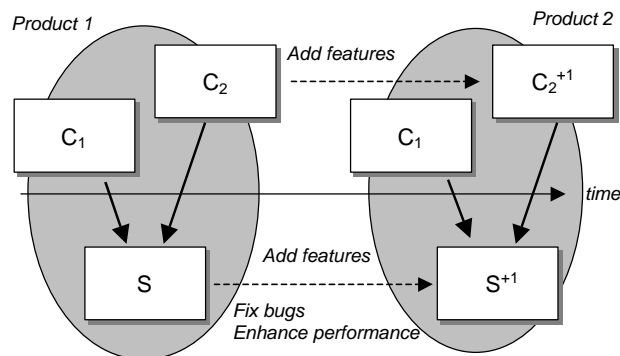 Product 1
Product 2
Add features
C₂
C₂⁺¹
C₁
C₁
time
Add features
S
S⁺¹
Fix bugs
Enhance performance